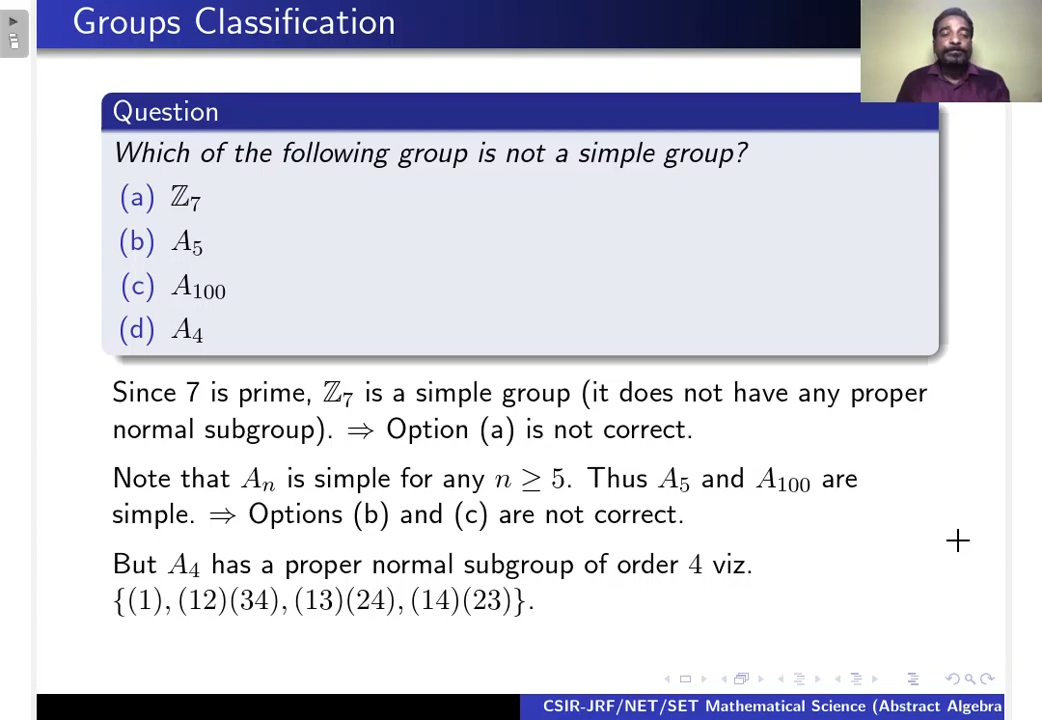 Groups Classification
Question
Which of the following group is not a simple group?
(a) ℤ₇
(b) A₅
(c) A₁₀₀
(d) A₄
Since 7 is prime, ℤ₇ is a simple group (it does not have any proper
normal subgroup). ⇒ Option (a) is not correct.
Note that Aₙ is simple for any n ≥ 5. Thus A₅ and A₁₀₀ are
simple. ⇒ Options (b) and (c) are not correct.
But A₄ has a proper normal subgroup of order 4 viz.
{(1), (12)(34), (13)(24), (14)(23)}.
CSIR-JRF/NET/SET Mathematical Science (Abstract Algebra